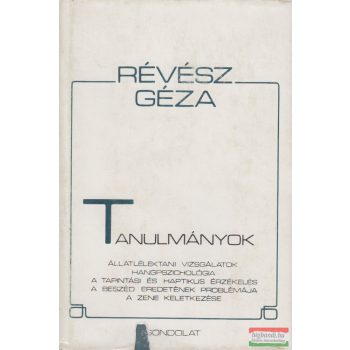 RÉVÉSZ
GÉZA
TANULMÁNYOK
ÁLLATLÉLEKTANI VIZSGÁLATOK
HANGPSZICHOLÓGIA
A TAPINTÁSI ÉS HAPTIKUS ÉRZÉKELÉS
A BESZÉD EREDETÉNEK PROBLÉMÁJA
A ZENE KELETKEZÉSE
GONDOLAT